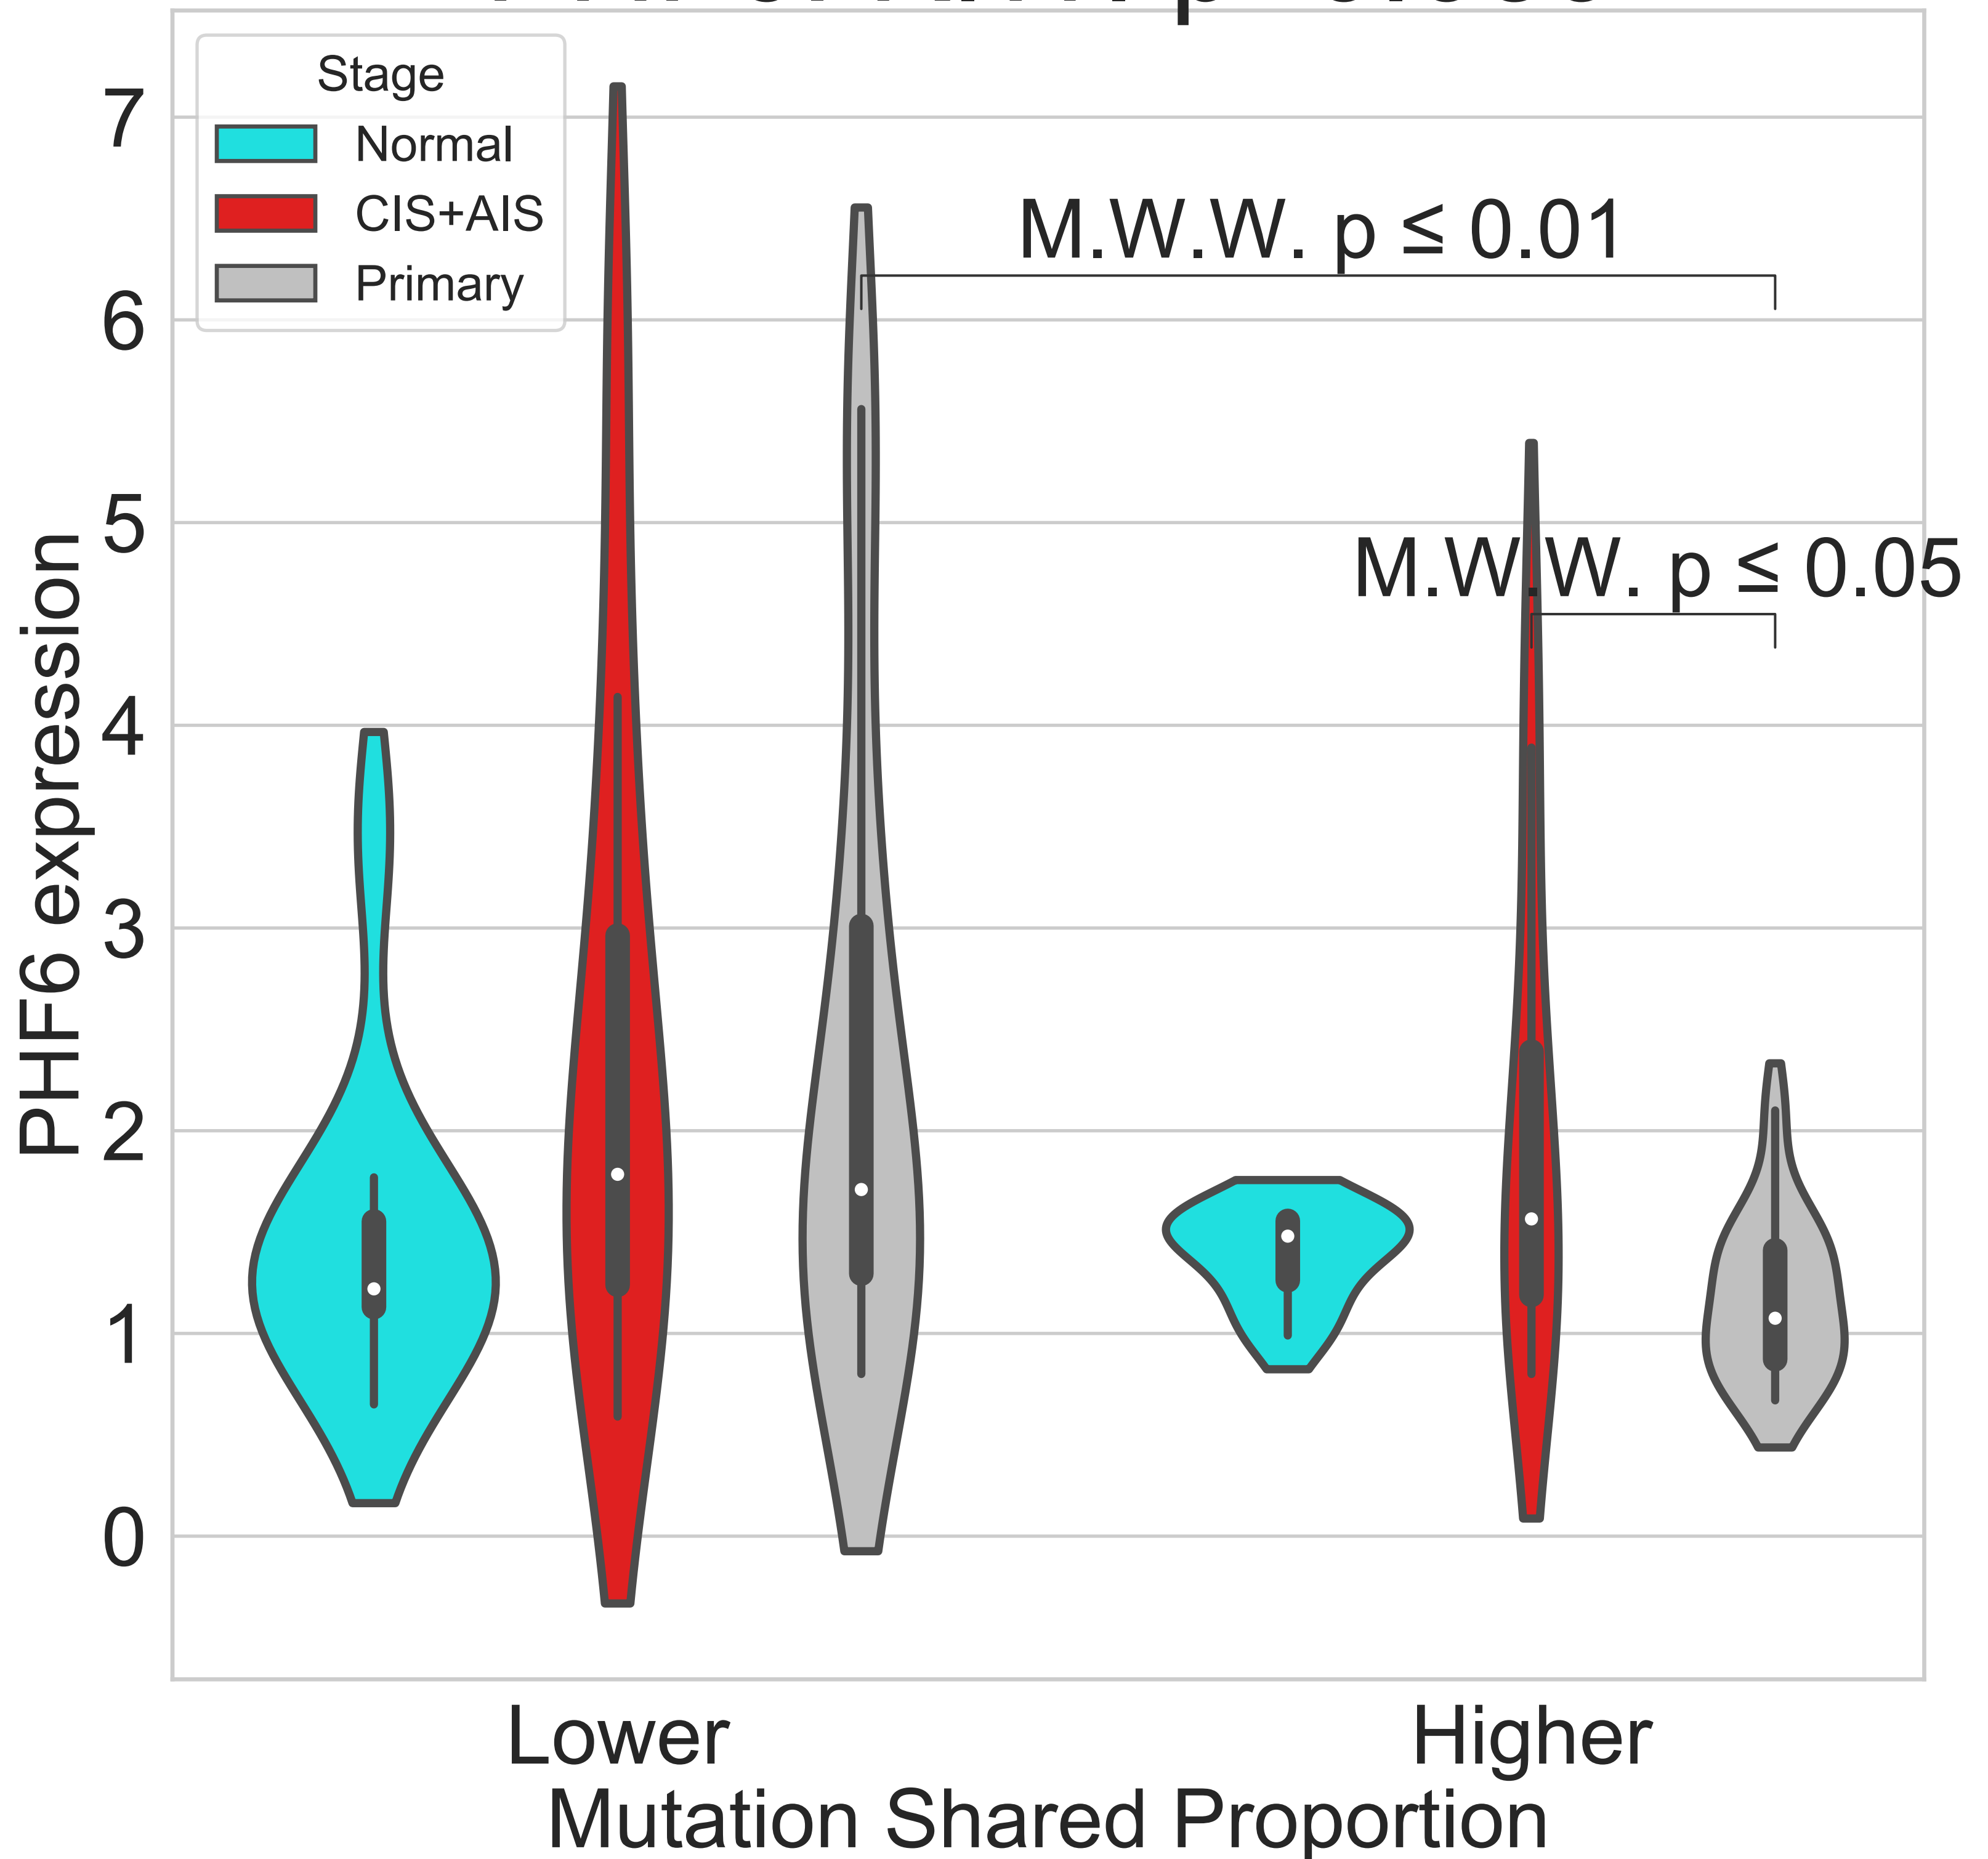 Stage
Normal
CIS+AIS
Primary
7
6
5
4
3
2
1
0
PHF6 expression
M.W.W. p ≤ 0.01
M.W.W. p ≤ 0.05
Lower
Higher
Mutation Shared Proportion